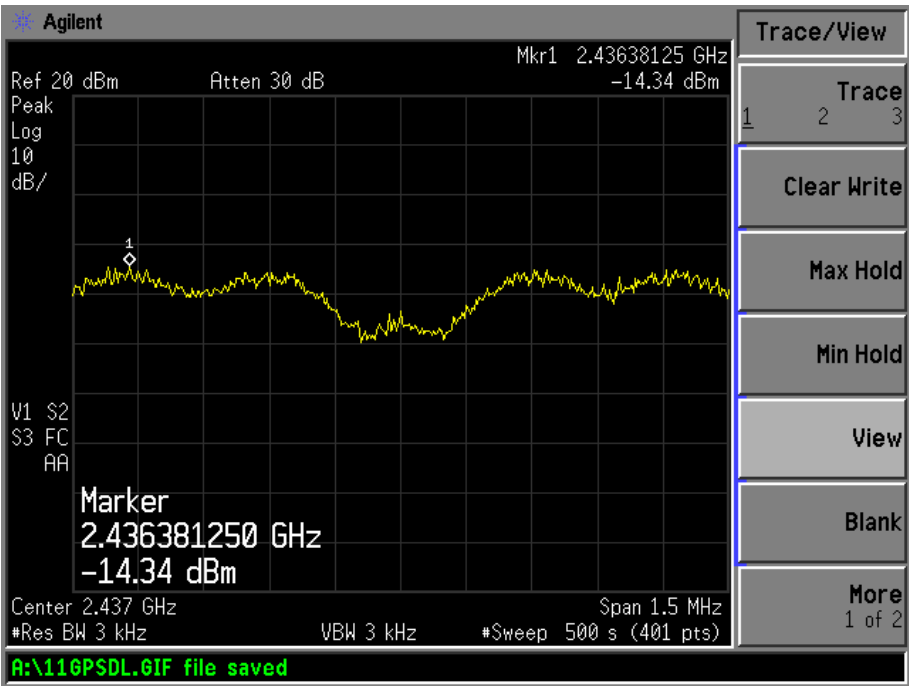 Agilent
Mkr1 2.43638125 GHz
Ref 20 dBm Atten 30 dB -14.34 dBm
Peak
Log
10
dB/
1
V1 S2
S3 FC
AA
Marker
2.436381250 GHz
-14.34 dBm
Center 2.437 GHz Span 1.5 MHz
#Res BW 3 kHz VBW 3 kHz #Sweep 500 s (401 pts)
A:\11GPSDL.GIF file saved
Trace/View
Trace
1 2 3
Clear Write
Max Hold
Min Hold
View
Blank
More
1 of 2